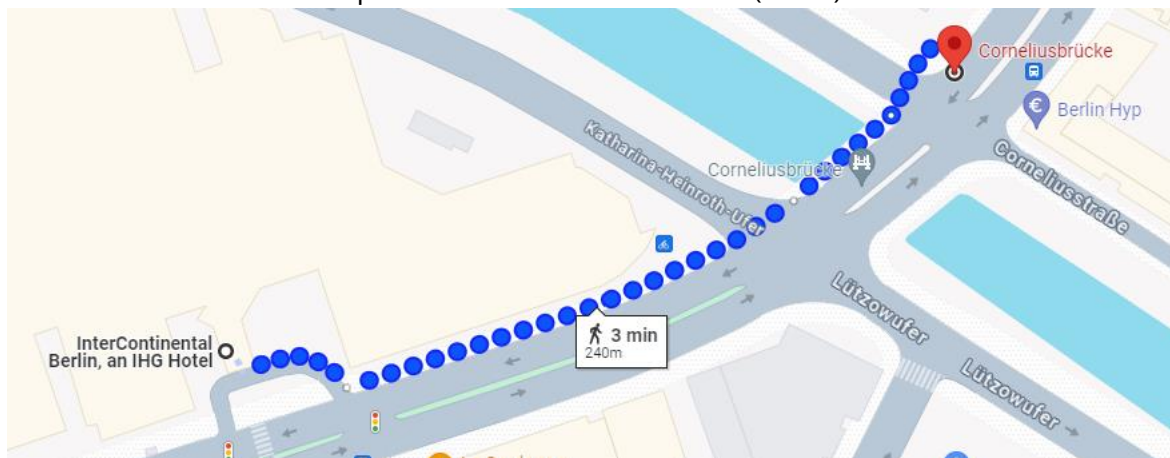 Corneliusbrücke
Berlin Hyp
Katharina-Heinroth-Ufer
Corneliusbrücke
Corneliusstraße
InterContinental
Berlin, an IHG Hotel
3 min
240m
Lützowufer
Lützowufer